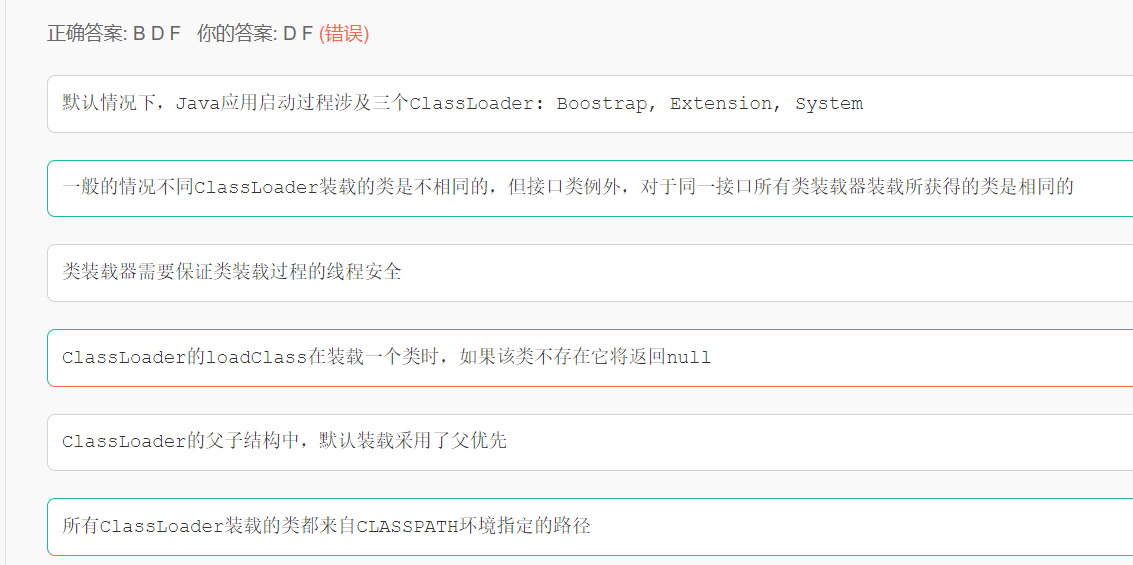 正确答案: B D F 你的答案: D F (错误)
默认情况下，Java应用启动过程涉及三个ClassLoader: Boostrap, Extension, System
一般的情况不同ClassLoader装载的类是不相同的，但接口类例外，对于同一接口所有类装载器装载所获得的类是相同的
类装载器需要保证类装载过程的线程安全
ClassLoader的loadClass在装载一个类时，如果该类不存在它将返回null
ClassLoader的父子结构中，默认装载采用了父优先
所有ClassLoader装载的类都来自CLASSPATH环境指定的路径